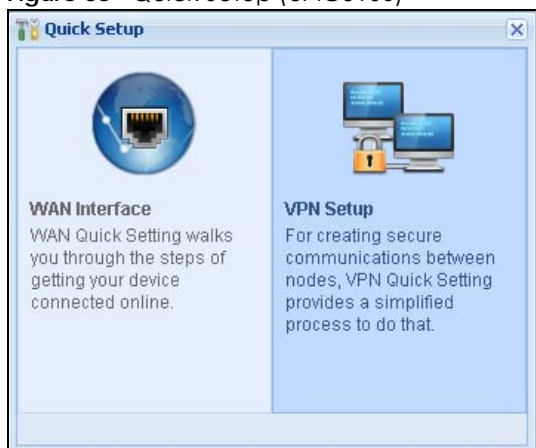 Quick Setup
WAN Interface
WAN Quick Setting walks
you through the steps of
getting your device
connected online.
VPN Setup
For creating secure
communications between
nodes, VPN Quick Setting
provides a simplified
process to do that.